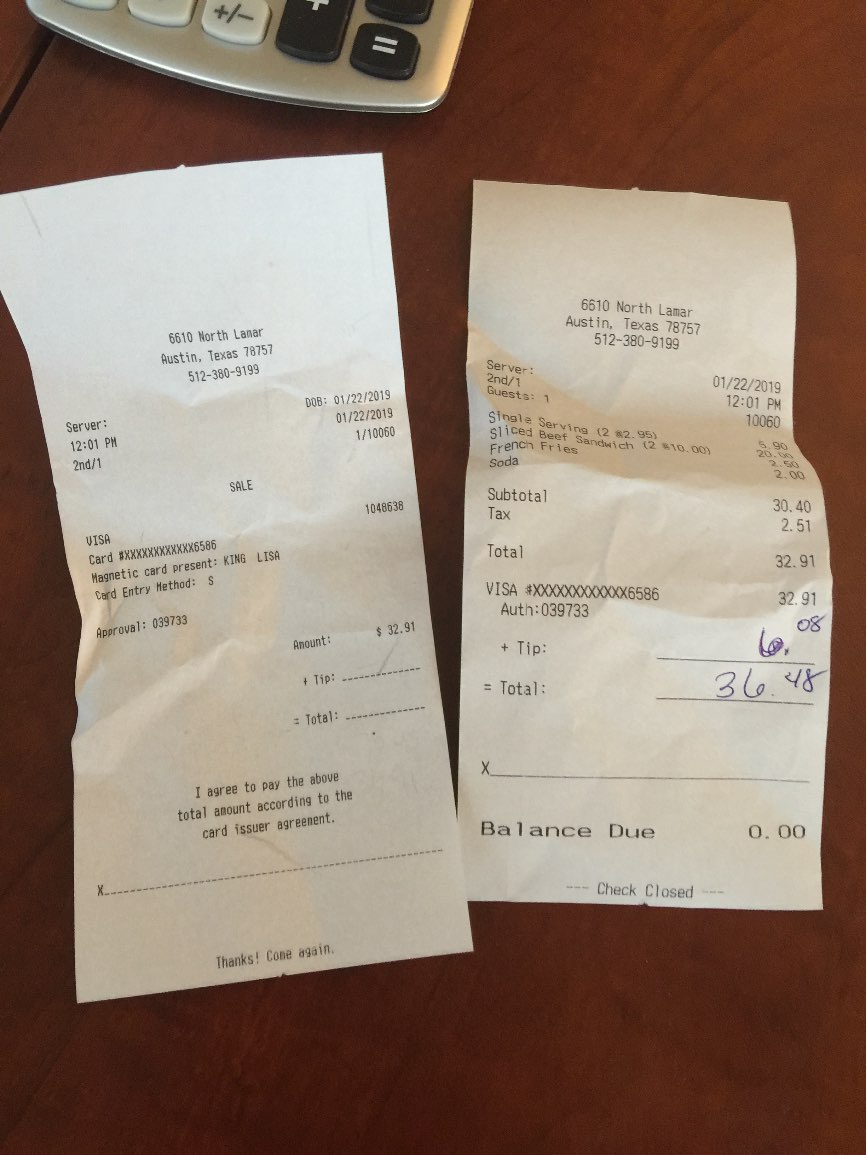 +/-
+
=
6610 North Lamar
Austin, Texas 78757
512-380-9199
DOB: 01/22/2019
Server: 01/22/2019
12:01 PM 1/10060
2nd/1
SALE
1048638
VISA
Card #XXXXXXXXXXXX6586
Magnetic card present: KING LISA
Card Entry Method: S
Approval: 039733
Amount: $ 32.91
+ Tip:
= Total:
I agree to pay the above
total amount according to the
card issuer agreement.
X
Thanks! Come again.
6610 North Lamar
Austin, Texas 78757
512-380-9199
Server: 01/22/2019
2nd/1 12:01 PM
Guests: 1 10060
Single Serving (2 @2.95) 5.90
Sliced Beef Sandwich (2 @10.00) 20.00
French Fries 2.50
Soda 2.00
Subtotal 30.40
Tax 2.51
Total 32.91
VISA #XXXXXXXXXXXX6586 32.91
Auth:039733
+ Tip: 6.08
= Total: 36.48
X
Balance Due 0.00
--- Check Closed ---